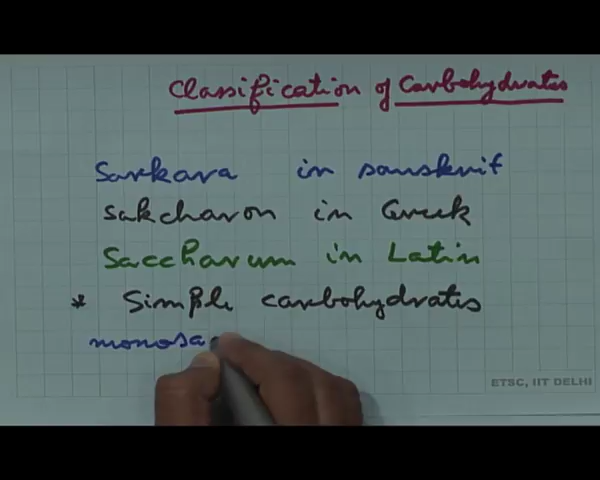 Classification of Carbohydrates
Sarkara in sanskrit
sakcharon in Greek
Saccharum in Latin
* Simple carbohydrates
monosa
ETSC, IIT DELHI